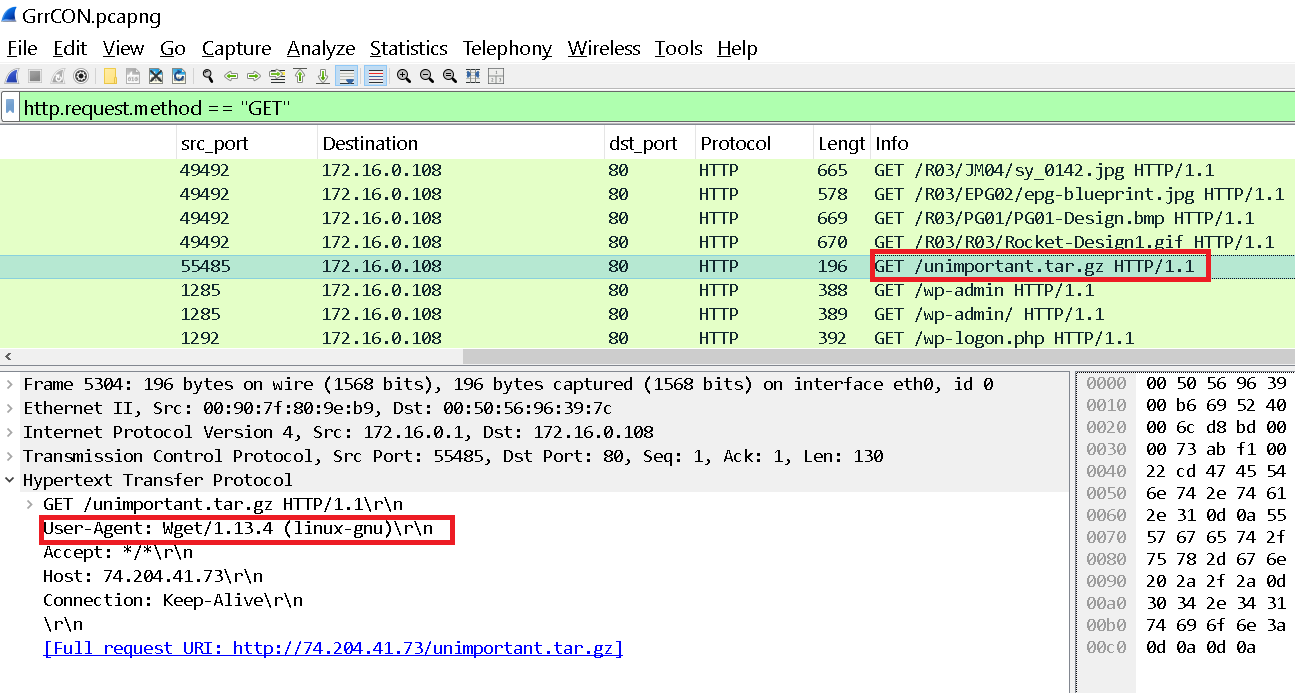 GrrCON.pcapng
File Edit View Go Capture Analyze Statistics Telephony Wireless Tools Help
http.request.method == "GET"
src_port Destination dst_port Protocol Lengt Info
49492 172.16.0.108 80 HTTP 665 GET /R03/JM04/sy_0142.jpg HTTP/1.1
49492 172.16.0.108 80 HTTP 578 GET /R03/EPG02/epg-blueprint.jpg HTTP/1.1
49492 172.16.0.108 80 HTTP 669 GET /R03/PG01/PG01-Design.bmp HTTP/1.1
49492 172.16.0.108 80 HTTP 670 GET /R03/R03/Rocket-Design1.gif HTTP/1.1
55485 172.16.0.108 80 HTTP 196 GET /unimportant.tar.gz HTTP/1.1
1285 172.16.0.108 80 HTTP 388 GET /wp-admin HTTP/1.1
1285 172.16.0.108 80 HTTP 389 GET /wp-admin/ HTTP/1.1
1292 172.16.0.108 80 HTTP 392 GET /wp-logon.php HTTP/1.1
Frame 5304: 196 bytes on wire (1568 bits), 196 bytes captured (1568 bits) on interface eth0, id 0
Ethernet II, Src: 00:90:7f:80:9e:b9, Dst: 00:50:56:96:39:7c
Internet Protocol Version 4, Src: 172.16.0.1, Dst: 172.16.0.108
Transmission Control Protocol, Src Port: 55485, Dst Port: 80, Seq: 1, Ack: 1, Len: 130
Hypertext Transfer Protocol
GET /unimportant.tar.gz HTTP/1.1\r\n
User-Agent: Wget/1.13.4 (linux-gnu)\r\n
Accept: */*\r\n
Host: 74.204.41.73\r\n
Connection: Keep-Alive\r\n
\r\n
[Full request URI: http://74.204.41.73/unimportant.tar.gz]
0000 00 50 56 96 39
0010 00 b6 69 52 40
0020 00 6c d8 bd 00
0030 00 73 ab f1 00
0040 22 cd 47 45 54
0050 6e 74 2e 74 61
0060 2e 31 0d 0a 55
0070 57 67 65 74 2f
0080 75 78 2d 67 6e
0090 20 2a 2f 2a 0d
00a0 30 34 2e 34 31
00b0 74 69 6f 6e 3a
00c0 0d 0a 0d 0a